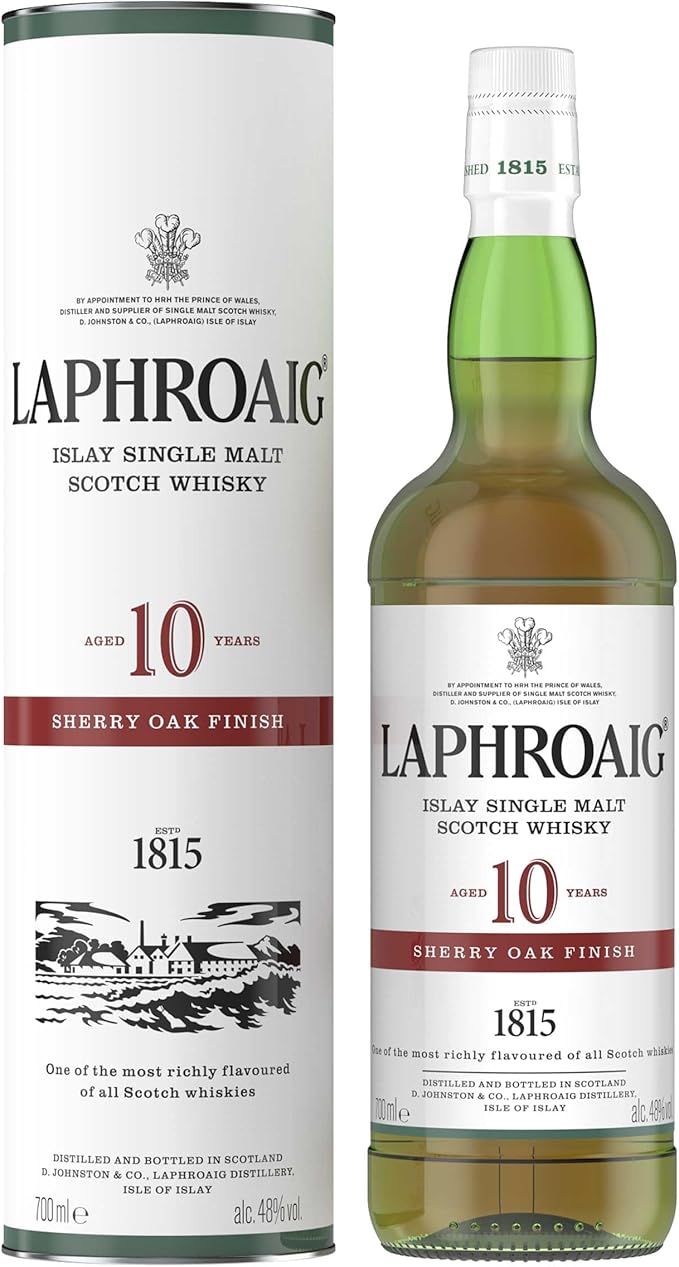 BY APPOINTMENT TO HRH THE PRINCE OF WALES,
DISTILLER AND SUPPLIER OF SINGLE MALT SCOTCH WHISKY,
D. JOHNSTON & CO., (LAPHROAIG) ISLE OF ISLAY
LAPHROAIG®
ISLAY SINGLE MALT
SCOTCH WHISKY
AGED 10 YEARS
SHERRY OAK FINISH
ESTD
1815
One of the most richly flavoured
of all Scotch whiskies
DISTILLED AND BOTTLED IN SCOTLAND
D. JOHNSTON & CO., LAPHROAIG DISTILLERY,
ISLE OF ISLAY
700 ml e alc. 48% vol.
SHED 1815 ESTA
BY APPOINTMENT TO HRH THE PRINCE OF WALES,
DISTILLER AND SUPPLIER OF SINGLE MALT SCOTCH WHISKY,
D. JOHNSTON & CO., (LAPHROAIG) ISLE OF ISLAY
LAPHROAIG®
ISLAY SINGLE MALT
SCOTCH WHISKY
AGED 10 YEARS
SHERRY OAK FINISH
ESTD
1815
One of the most richly flavoured of all Scotch whiskies
DISTILLED AND BOTTLED IN SCOTLAND
D. JOHNSTON & CO., LAPHROAIG DISTILLERY,
ISLE OF ISLAY
700 ml e alc. 48% vol.